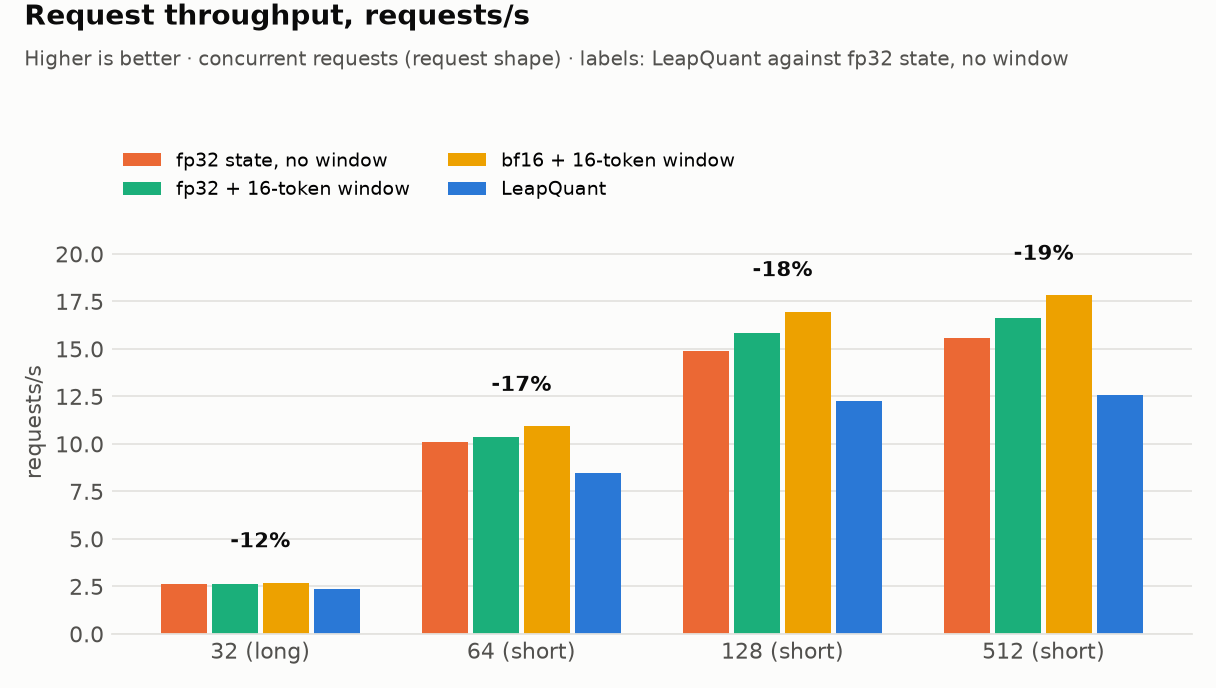 Request throughput, requests/s
Higher is better · concurrent requests (request shape) · labels: LeapQuant against fp32 state, no window
fp32 state, no window
bf16 + 16-token window
fp32 + 16-token window
LeapQuant
requests/s
20.0
17.5
15.0
12.5
10.0
7.5
5.0
2.5
0.0
-12%
-17%
-18%
-19%
32 (long)
64 (short)
128 (short)
512 (short)